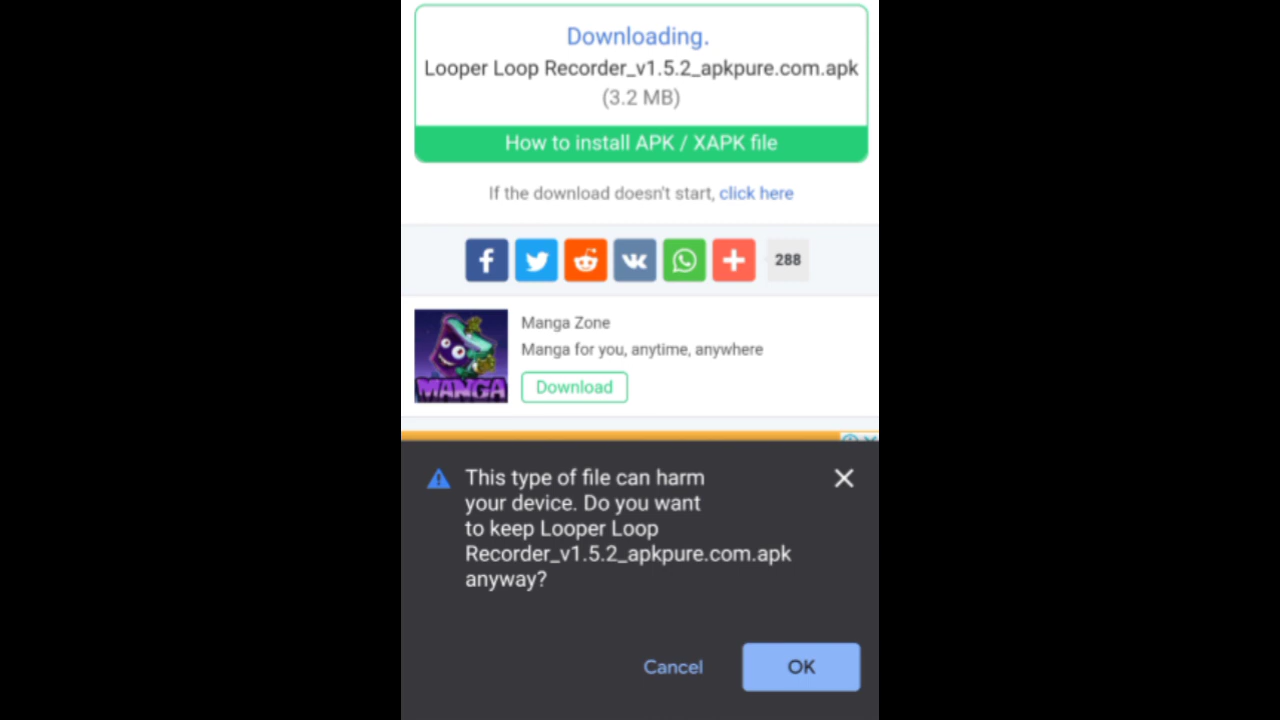 Downloading.
Looper Loop Recorder_v1.5.2_apkpure.com.apk
(3.2 MB)
How to install APK / XAPK file
If the download doesn't start, click here
288
Manga Zone
Manga for you, anytime, anywhere
MANGA
Download
This type of file can harm
your device. Do you want
to keep Looper Loop
Recorder_v1.5.2_apkpure.com.apk
anyway?
Cancel
OK